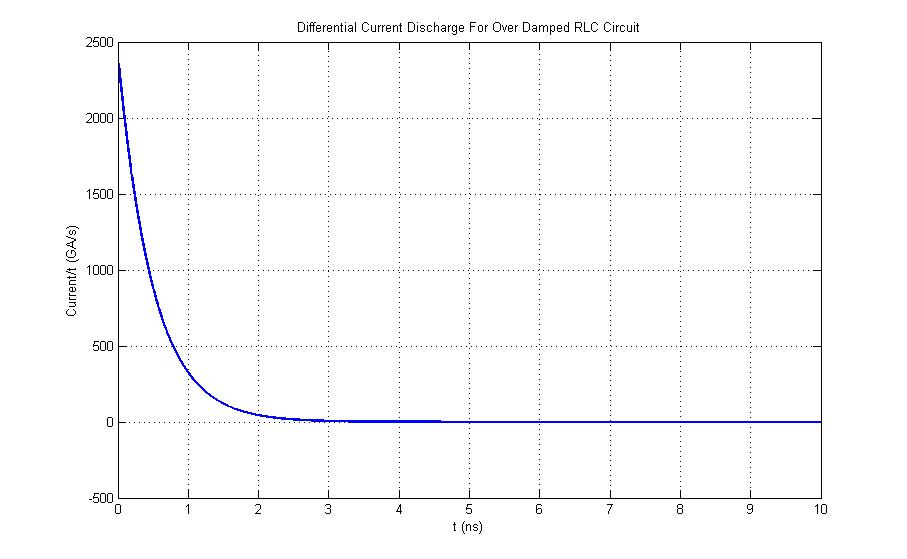 Differential Current Discharge For Over Damped RLC Circuit
2500
2000
1500
1000
500
0
-500
Current/t (GA/s)
0 1 2 3 4 5 6 7 8 9 10
t (ns)